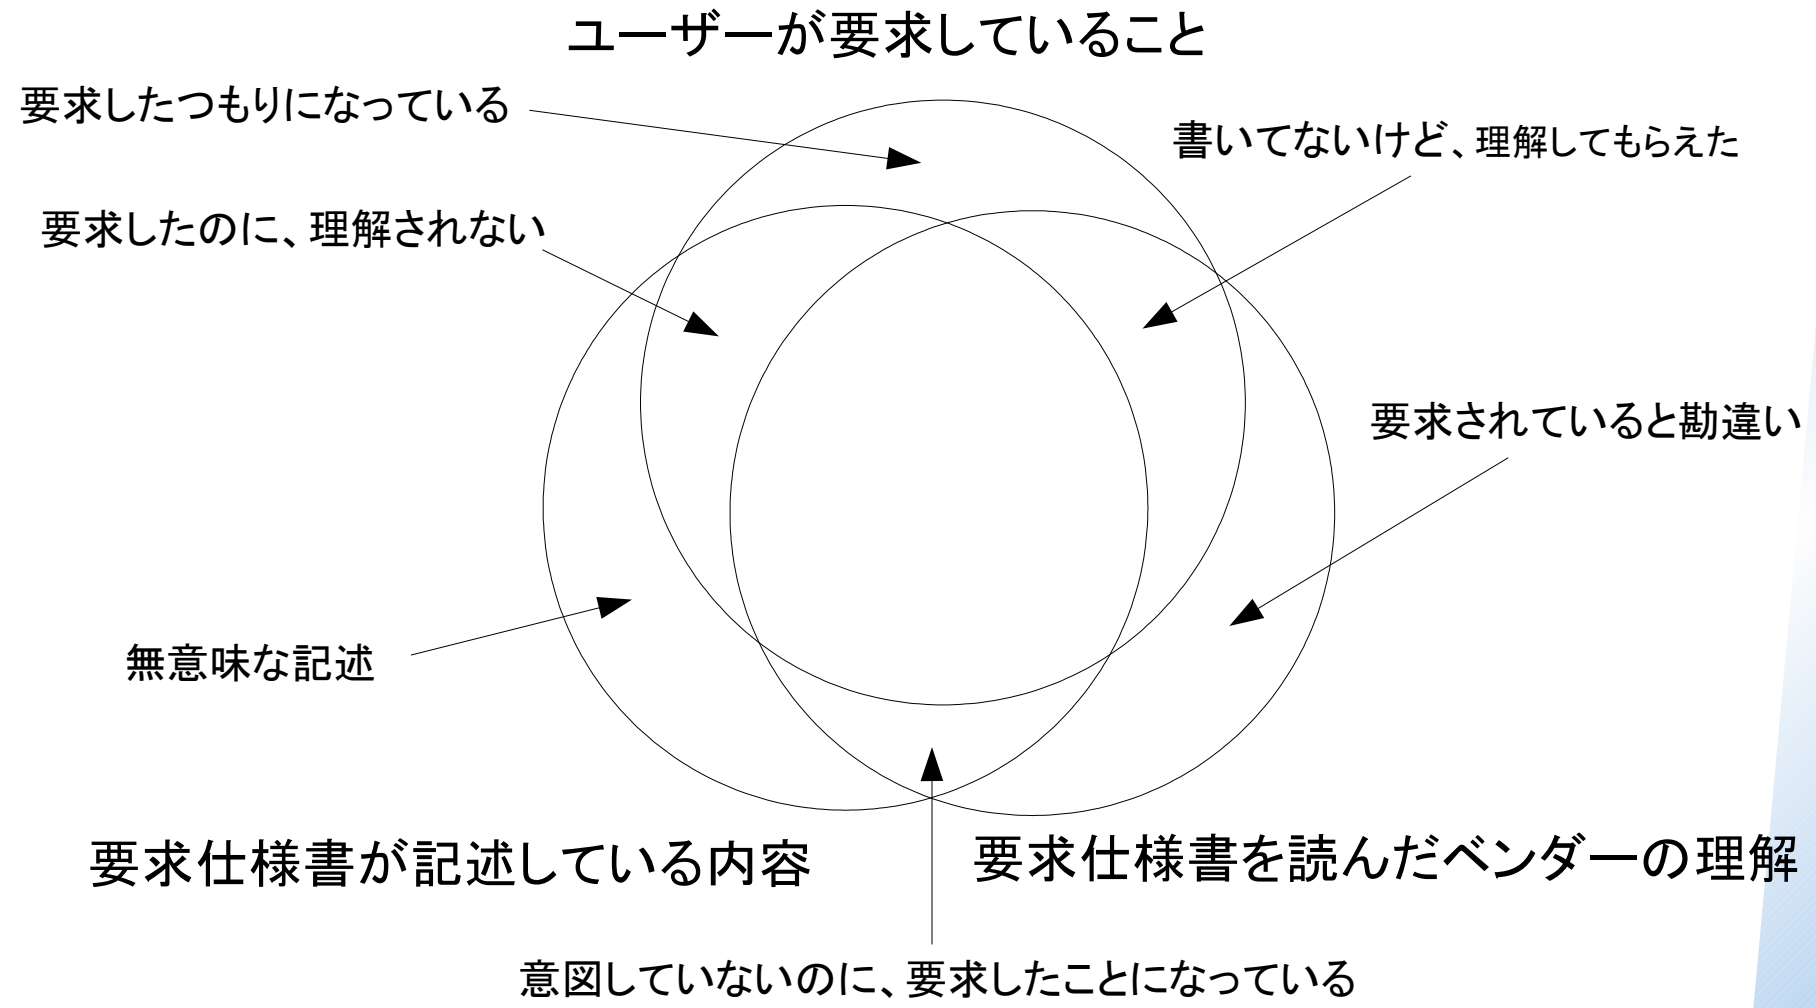 ユーザーが要求していること
要求したつもりになっている
書いてないけど、理解してもらえた
要求したのに、理解されない
要求されていると勘違い
無意味な記述
要求仕様書が記述している内容
要求仕様書を読んだベンダーの理解
意図していないのに、要求したことになっている